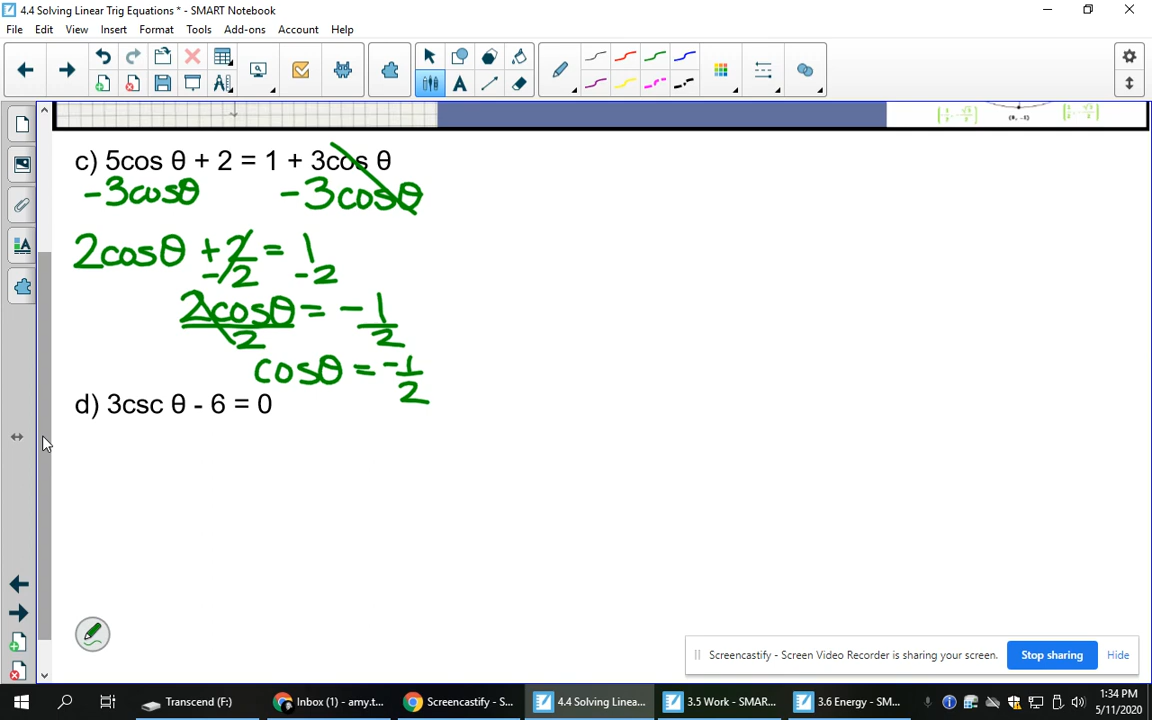 4.4 Solving Linear Trig Equations * - SMART Notebook
File Edit View Insert Format Tools Add-ons Account Help
(0, -1)
c) 5cos θ + 2 = 1 + 3cos θ
-3cosθ -3cosθ
2cosθ + 2 = 1
-2 -2
2cosθ = -1
2 2
cosθ = -1
2
d) 3csc θ - 6 = 0
Screencastify - Screen Video Recorder is sharing your screen. Stop sharing Hide
Transcend (F:) Inbox (1) - amy.t... Screencastify - S... 4.4 Solving Linea... 3.5 Work - SMAR... 3.6 Energy - SM... 1:34 PM
5/11/2020